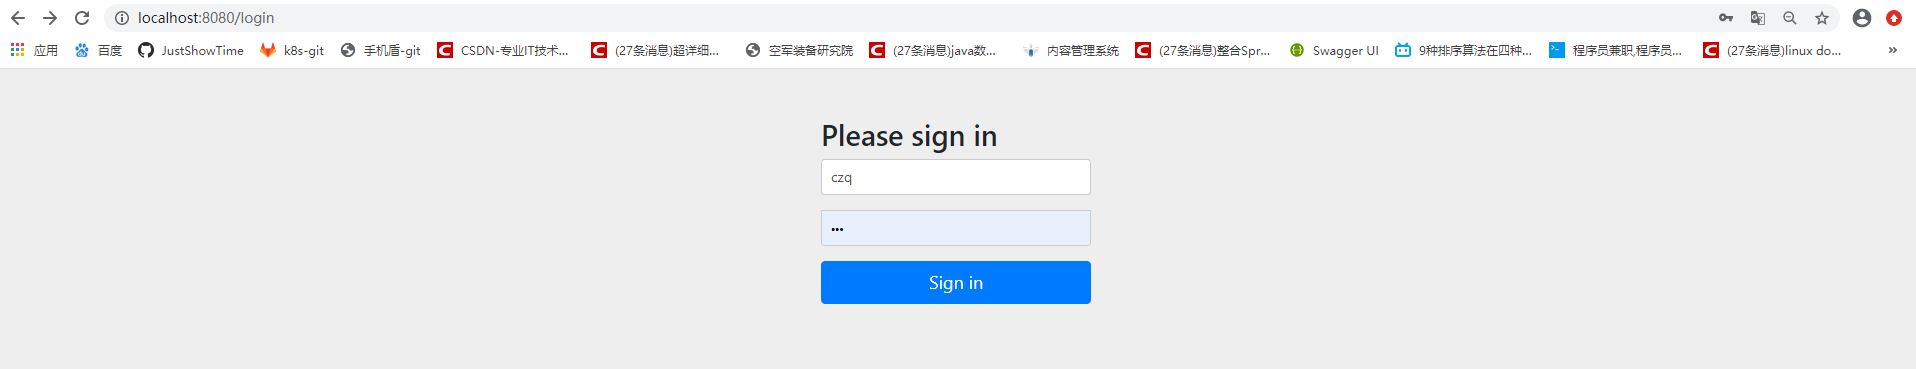 localhost:8080/login
应用 百度 JustShowTime k8s-git 手机盾-git CSDN-专业IT技术... (27条消息)超详细... 空军装备研究院 (27条消息)java数... 内容管理系统 (27条消息)整合Spr... Swagger UI 9种排序算法在四种... 程序员兼职,程序员... (27条消息)linux do... »
Please sign in
czq
•••
Sign in